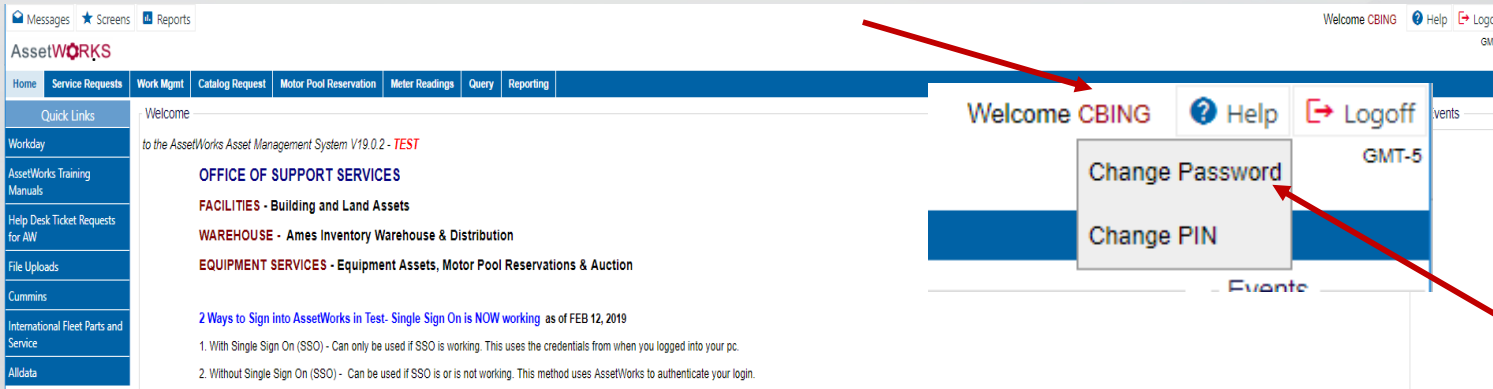 Messages Screens Reports
Welcome CBING Help Logo
AssetWORKS
GM
Home Service Requests Work Mgmt Catalog Request Motor Pool Reservation Meter Readings Query Reporting
Quick Links
Workday
AssetWorks Training
Manuals
Help Desk Ticket Requests
for AW
File Uploads
Cummins
International Fleet Parts and
Service
Alldata
Welcome
to the AssetWorks Asset Management System V19.0.2 - TEST
OFFICE OF SUPPORT SERVICES
FACILITIES - Building and Land Assets
WAREHOUSE - Ames Inventory Warehouse & Distribution
EQUIPMENT SERVICES - Equipment Assets, Motor Pool Reservations & Auction
2 Ways to Sign into AssetWorks in Test- Single Sign On is NOW working as of FEB 12, 2019
1. With Single Sign On (SSO) - Can only be used if SSO is working. This uses the credentials from when you logged into your pc.
2. Without Single Sign On (SSO) - Can be used if SSO is or is not working. This method uses AssetWorks to authenticate your login.
Welcome CBING Help Logoff
GMT-5
Change Password
Change PIN
Events
vents